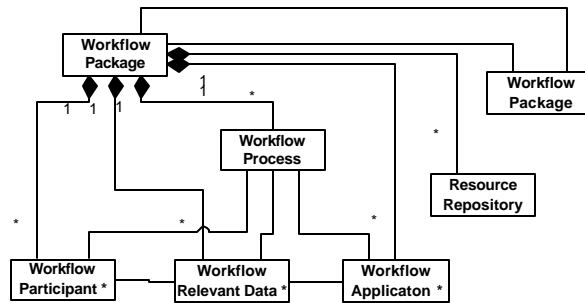 Workflow
Package
Workflow
Package
1
1
1
1
1
*
Workflow
Process
*
Resource
Repository
*
*
*
Workflow
Participant *
Workflow
Relevant Data *
Workflow
Applicaton *